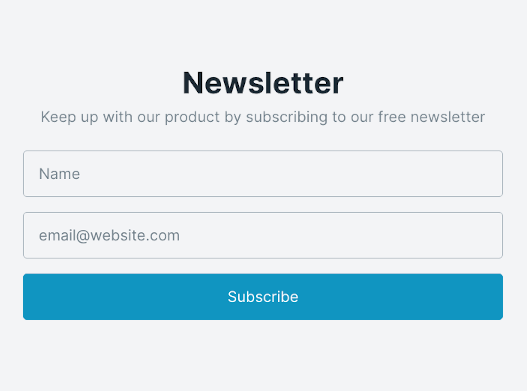 Newsletter
Keep up with our product by subscribing to our free newsletter
Name
email@website.com
Subscribe